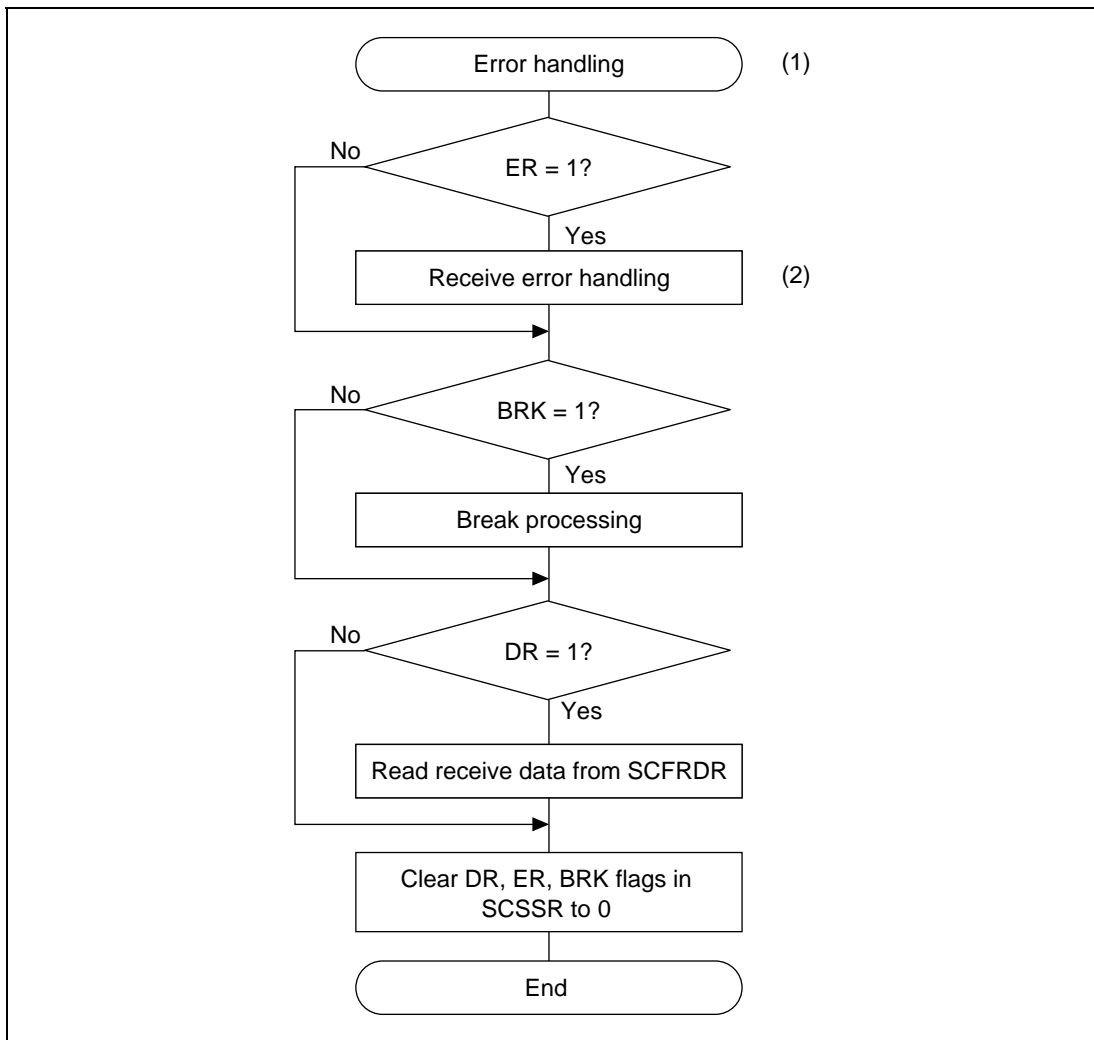 Error handling (1)
No
ER = 1?
Yes
Receive error handling (2)
No
BRK = 1?
Yes
Break processing
No
DR = 1?
Yes
Read receive data from SCFRDR
Clear DR, ER, BRK flags in
SCSSR to 0
End